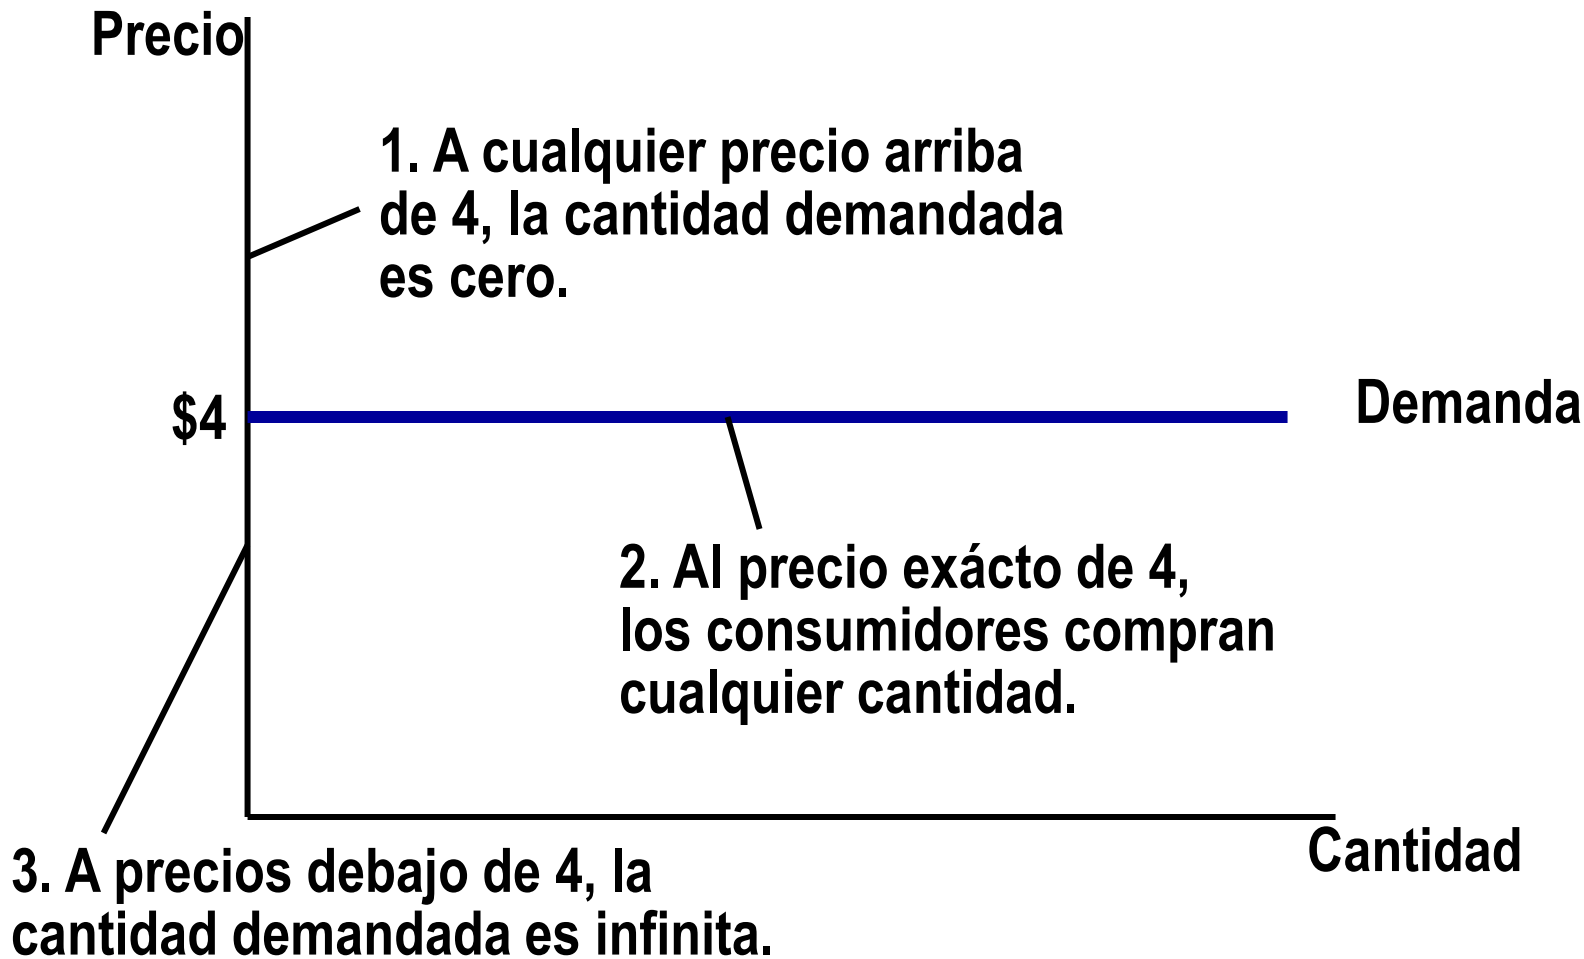 Precio
1. A cualquier precio arriba
de 4, la cantidad demandada
es cero.
$4
Demanda
2. Al precio exácto de 4,
los consumidores compran
cualquier cantidad.
Cantidad
3. A precios debajo de 4, la
cantidad demandada es infinita.